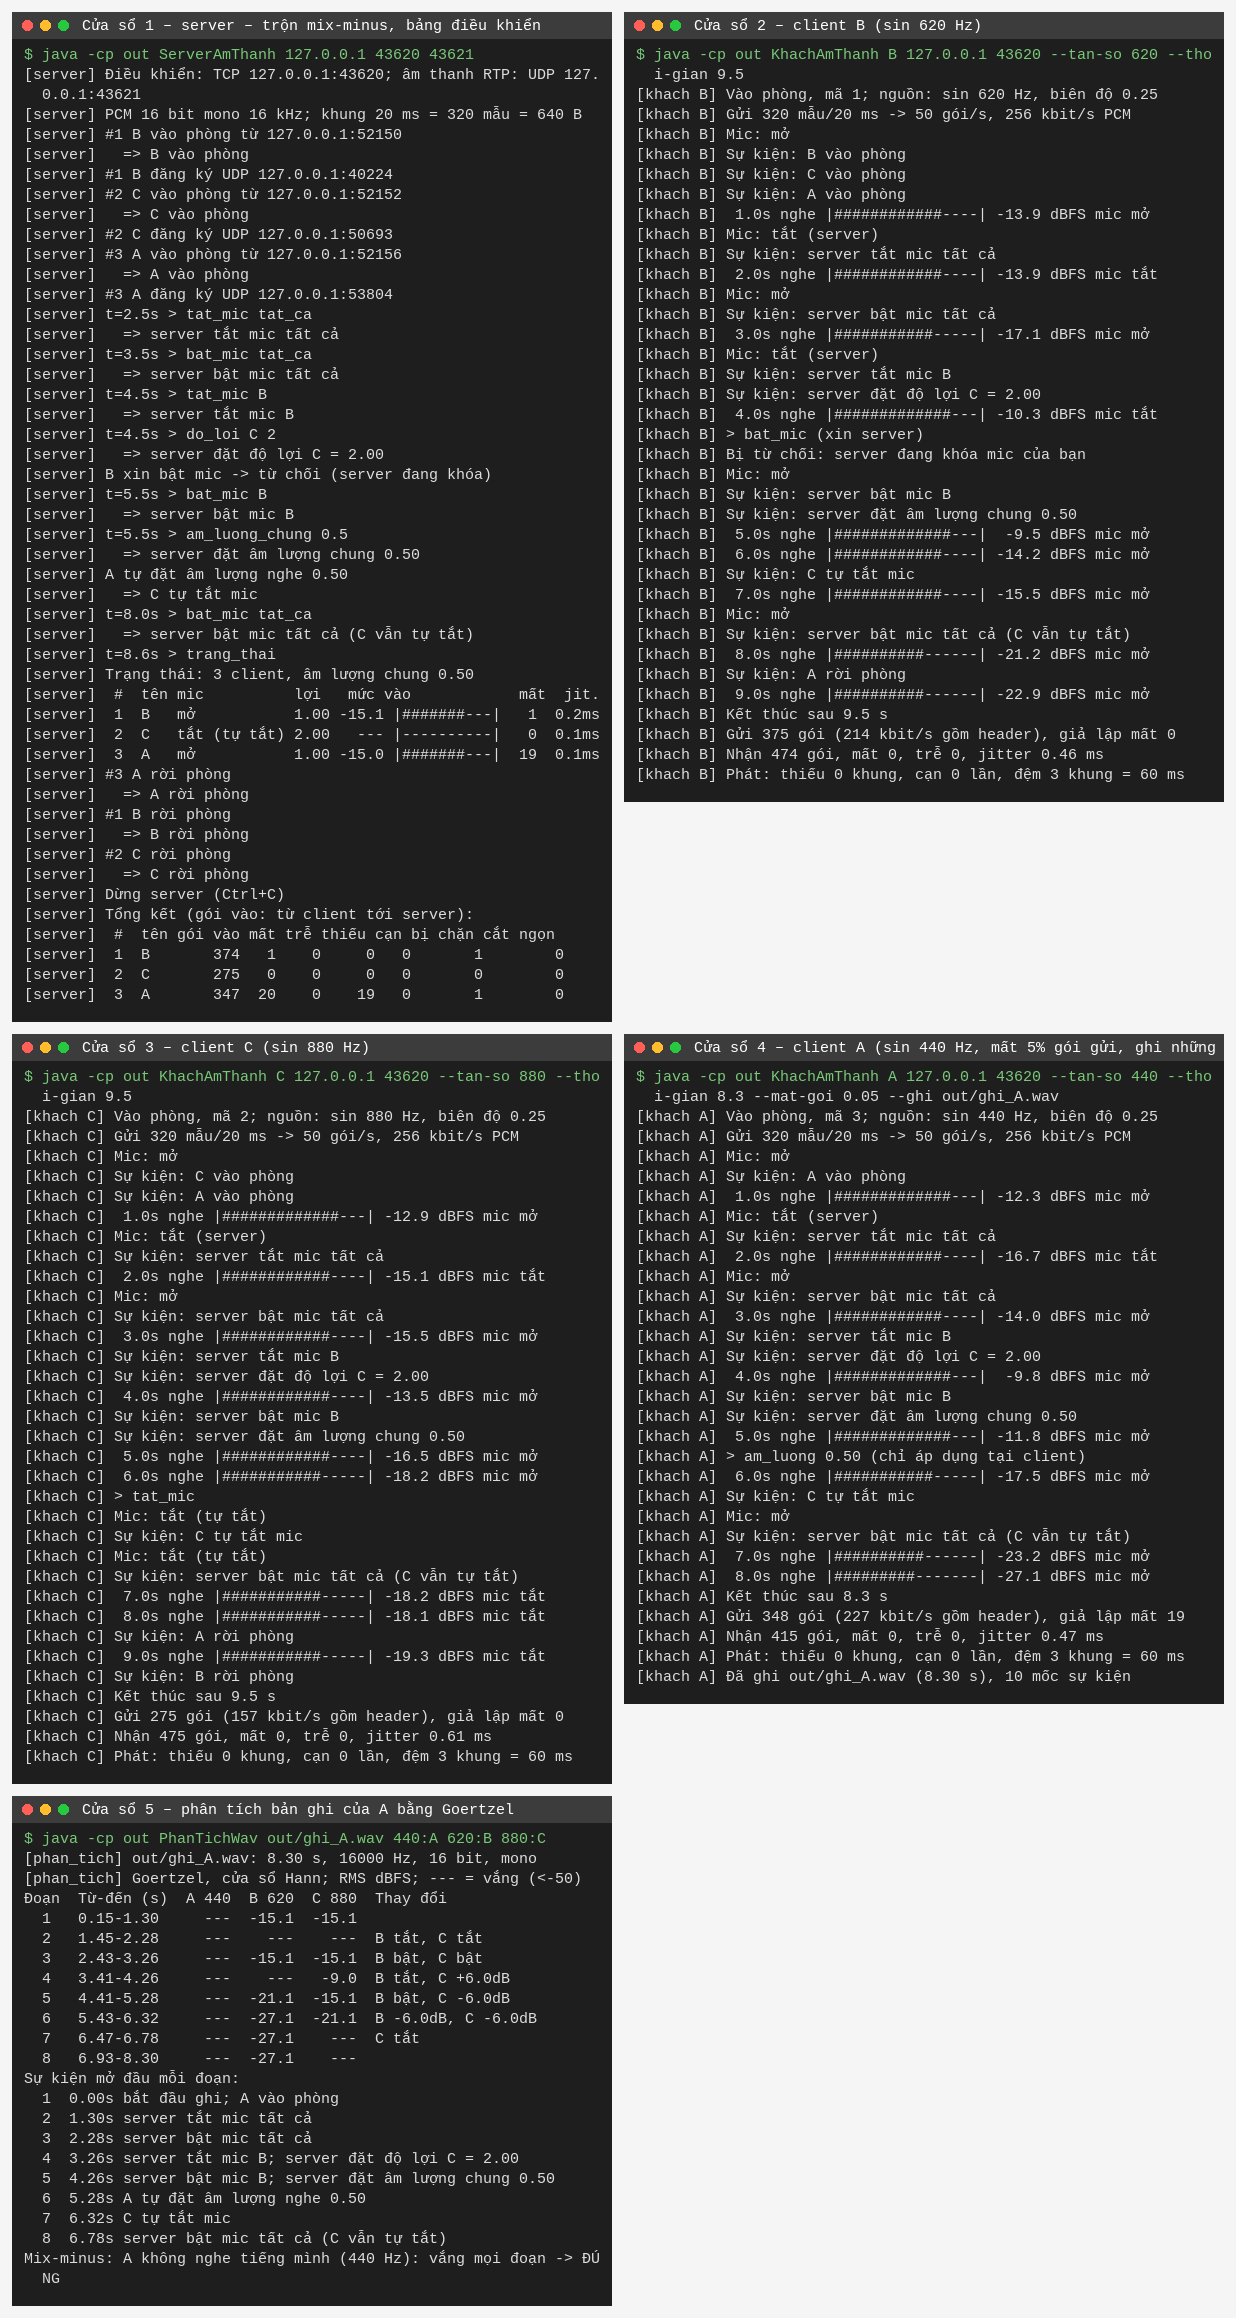 Cửa sổ 1 – server – trộn mix-minus, bảng điều khiển
$ java -cp out ServerAmThanh 127.0.0.1 43620 43621
[server] Điều khiển: TCP 127.0.0.1:43620; âm thanh RTP: UDP 127.
0.0.1:43621
[server] PCM 16 bit mono 16 kHz; khung 20 ms = 320 mẫu = 640 B
[server] #1 B vào phòng từ 127.0.0.1:52150
[server]   => B vào phòng
[server] #1 B đăng ký UDP 127.0.0.1:40224
[server] #2 C vào phòng từ 127.0.0.1:52152
[server]   => C vào phòng
[server] #2 C đăng ký UDP 127.0.0.1:50693
[server] #3 A vào phòng từ 127.0.0.1:52156
[server]   => A vào phòng
[server] #3 A đăng ký UDP 127.0.0.1:53804
[server] t=2.5s > tat_mic tat_ca
[server]   => server tắt mic tất cả
[server] t=3.5s > bat_mic tat_ca
[server]   => server bật mic tất cả
[server] t=4.5s > tat_mic B
[server]   => server tắt mic B
[server] t=4.5s > do_loi C 2
[server]   => server đặt độ lợi C = 2.00
[server] B xin bật mic -> từ chối (server đang khóa)
[server] t=5.5s > bat_mic B
[server]   => server bật mic B
[server] t=5.5s > am_luong_chung 0.5
[server]   => server đặt âm lượng chung 0.50
[server] A tự đặt âm lượng nghe 0.50
[server]   => C tự tắt mic
[server] t=8.0s > bat_mic tat_ca
[server]   => server bật mic tất cả (C vẫn tự tắt)
[server] t=8.6s > trang_thai
[server] Trạng thái: 3 client, âm lượng chung 0.50
[server]  #  tên mic          lợi   mức vào            mất  jit.
[server]  1  B   mở          1.00 -15.1 |#######---|   1  0.2ms
[server]  2  C   tắt (tự tắt) 2.00   --- |----------|   0  0.1ms
[server]  3  A   mở          1.00 -15.0 |#######---|  19  0.1ms
[server] #3 A rời phòng
[server]   => A rời phòng
[server] #1 B rời phòng
[server]   => B rời phòng
[server] #2 C rời phòng
[server]   => C rời phòng
[server] Dừng server (Ctrl+C)
[server] Tổng kết (gói vào: từ client tới server):
[server]  #  tên gói vào mất trễ thiếu cạn bị chặn cắt ngọn
[server]  1  B       374   1    0     0   0       1        0
[server]  2  C       275   0    0     0   0       0        0
[server]  3  A       347  20    0    19   0       1        0
Cửa sổ 2 – client B (sin 620 Hz)
$ java -cp out KhachAmThanh B 127.0.0.1 43620 --tan-so 620 --tho
i-gian 9.5
[khach B] Vào phòng, mã 1; nguồn: sin 620 Hz, biên độ 0.25
[khach B] Gửi 320 mẫu/20 ms -> 50 gói/s, 256 kbit/s PCM
[khach B] Mic: mở
[khach B] Sự kiện: B vào phòng
[khach B] Sự kiện: C vào phòng
[khach B] Sự kiện: A vào phòng
[khach B]  1.0s nghe |############----| -13.9 dBFS mic mở
[khach B] Mic: tắt (server)
[khach B] Sự kiện: server tắt mic tất cả
[khach B]  2.0s nghe |############----| -13.9 dBFS mic tắt
[khach B] Mic: mở
[khach B] Sự kiện: server bật mic tất cả
[khach B]  3.0s nghe |###########-----| -17.1 dBFS mic mở
[khach B] Mic: tắt (server)
[khach B] Sự kiện: server tắt mic B
[khach B] Sự kiện: server đặt độ lợi C = 2.00
[khach B]  4.0s nghe |#############---| -10.3 dBFS mic tắt
[khach B] > bat_mic (xin server)
[khach B] Bị từ chối: server đang khóa mic của bạn
[khach B] Mic: mở
[khach B] Sự kiện: server bật mic B
[khach B] Sự kiện: server đặt âm lượng chung 0.50
[khach B]  5.0s nghe |#############---|  -9.5 dBFS mic mở
[khach B]  6.0s nghe |############----| -14.2 dBFS mic mở
[khach B] Sự kiện: C tự tắt mic
[khach B]  7.0s nghe |############----| -15.5 dBFS mic mở
[khach B] Mic: mở
[khach B] Sự kiện: server bật mic tất cả (C vẫn tự tắt)
[khach B]  8.0s nghe |##########------| -21.2 dBFS mic mở
[khach B] Sự kiện: A rời phòng
[khach B]  9.0s nghe |##########------| -22.9 dBFS mic mở
[khach B] Kết thúc sau 9.5 s
[khach B] Gửi 375 gói (214 kbit/s gồm header), giả lập mất 0
[khach B] Nhận 474 gói, mất 0, trễ 0, jitter 0.46 ms
[khach B] Phát: thiếu 0 khung, cạn 0 lần, đệm 3 khung = 60 ms
Cửa sổ 3 – client C (sin 880 Hz)
$ java -cp out KhachAmThanh C 127.0.0.1 43620 --tan-so 880 --tho
i-gian 9.5
[khach C] Vào phòng, mã 2; nguồn: sin 880 Hz, biên độ 0.25
[khach C] Gửi 320 mẫu/20 ms -> 50 gói/s, 256 kbit/s PCM
[khach C] Mic: mở
[khach C] Sự kiện: C vào phòng
[khach C] Sự kiện: A vào phòng
[khach C]  1.0s nghe |#############---| -12.9 dBFS mic mở
[khach C] Mic: tắt (server)
[khach C] Sự kiện: server tắt mic tất cả
[khach C]  2.0s nghe |############----| -15.1 dBFS mic tắt
[khach C] Mic: mở
[khach C] Sự kiện: server bật mic tất cả
[khach C]  3.0s nghe |############----| -15.5 dBFS mic mở
[khach C] Sự kiện: server tắt mic B
[khach C] Sự kiện: server đặt độ lợi C = 2.00
[khach C]  4.0s nghe |############----| -13.5 dBFS mic mở
[khach C] Sự kiện: server bật mic B
[khach C] Sự kiện: server đặt âm lượng chung 0.50
[khach C]  5.0s nghe |############----| -16.5 dBFS mic mở
[khach C]  6.0s nghe |###########-----| -18.2 dBFS mic mở
[khach C] > tat_mic
[khach C] Mic: tắt (tự tắt)
[khach C] Sự kiện: C tự tắt mic
[khach C] Mic: tắt (tự tắt)
[khach C] Sự kiện: server bật mic tất cả (C vẫn tự tắt)
[khach C]  7.0s nghe |###########-----| -18.2 dBFS mic tắt
[khach C]  8.0s nghe |###########-----| -18.1 dBFS mic tắt
[khach C] Sự kiện: A rời phòng
[khach C]  9.0s nghe |###########-----| -19.3 dBFS mic tắt
[khach C] Sự kiện: B rời phòng
[khach C] Kết thúc sau 9.5 s
[khach C] Gửi 275 gói (157 kbit/s gồm header), giả lập mất 0
[khach C] Nhận 475 gói, mất 0, trễ 0, jitter 0.61 ms
[khach C] Phát: thiếu 0 khung, cạn 0 lần, đệm 3 khung = 60 ms
Cửa sổ 4 – client A (sin 440 Hz, mất 5% gói gửi, ghi những
$ java -cp out KhachAmThanh A 127.0.0.1 43620 --tan-so 440 --tho
i-gian 8.3 --mat-goi 0.05 --ghi out/ghi_A.wav
[khach A] Vào phòng, mã 3; nguồn: sin 440 Hz, biên độ 0.25
[khach A] Gửi 320 mẫu/20 ms -> 50 gói/s, 256 kbit/s PCM
[khach A] Mic: mở
[khach A] Sự kiện: A vào phòng
[khach A]  1.0s nghe |#############---| -12.3 dBFS mic mở
[khach A] Mic: tắt (server)
[khach A] Sự kiện: server tắt mic tất cả
[khach A]  2.0s nghe |############----| -16.7 dBFS mic tắt
[khach A] Mic: mở
[khach A] Sự kiện: server bật mic tất cả
[khach A]  3.0s nghe |############----| -14.0 dBFS mic mở
[khach A] Sự kiện: server tắt mic B
[khach A] Sự kiện: server đặt độ lợi C = 2.00
[khach A]  4.0s nghe |#############---|  -9.8 dBFS mic mở
[khach A] Sự kiện: server bật mic B
[khach A] Sự kiện: server đặt âm lượng chung 0.50
[khach A]  5.0s nghe |#############---| -11.8 dBFS mic mở
[khach A] > am_luong 0.50 (chỉ áp dụng tại client)
[khach A]  6.0s nghe |###########-----| -17.5 dBFS mic mở
[khach A] Sự kiện: C tự tắt mic
[khach A] Mic: mở
[khach A] Sự kiện: server bật mic tất cả (C vẫn tự tắt)
[khach A]  7.0s nghe |##########------| -23.2 dBFS mic mở
[khach A]  8.0s nghe |#########-------| -27.1 dBFS mic mở
[khach A] Kết thúc sau 8.3 s
[khach A] Gửi 348 gói (227 kbit/s gồm header), giả lập mất 19
[khach A] Nhận 415 gói, mất 0, trễ 0, jitter 0.47 ms
[khach A] Phát: thiếu 0 khung, cạn 0 lần, đệm 3 khung = 60 ms
[khach A] Đã ghi out/ghi_A.wav (8.30 s), 10 mốc sự kiện
Cửa sổ 5 – phân tích bản ghi của A bằng Goertzel
$ java -cp out PhanTichWav out/ghi_A.wav 440:A 620:B 880:C
[phan_tich] out/ghi_A.wav: 8.30 s, 16000 Hz, 16 bit, mono
[phan_tich] Goertzel, cửa sổ Hann; RMS dBFS; --- = vắng (<-50)
Đoạn  Từ-đến (s)  A 440  B 620  C 880  Thay đổi
1   0.15-1.30     ---  -15.1  -15.1
2   1.45-2.28     ---    ---    ---  B tắt, C tắt
3   2.43-3.26     ---  -15.1  -15.1  B bật, C bật
4   3.41-4.26     ---    ---   -9.0  B tắt, C +6.0dB
5   4.41-5.28     ---  -21.1  -15.1  B bật, C -6.0dB
6   5.43-6.32     ---  -27.1  -21.1  B -6.0dB, C -6.0dB
7   6.47-6.78     ---  -27.1    ---  C tắt
8   6.93-8.30     ---  -27.1    ---
Sự kiện mở đầu mỗi đoạn:
1  0.00s bắt đầu ghi; A vào phòng
2  1.30s server tắt mic tất cả
3  2.28s server bật mic tất cả
4  3.26s server tắt mic B; server đặt độ lợi C = 2.00
5  4.26s server bật mic B; server đặt âm lượng chung 0.50
6  5.28s A tự đặt âm lượng nghe 0.50
7  6.32s C tự tắt mic
8  6.78s server bật mic tất cả (C vẫn tự tắt)
Mix-minus: A không nghe tiếng mình (440 Hz): vắng mọi đoạn -> ĐÚ
NG